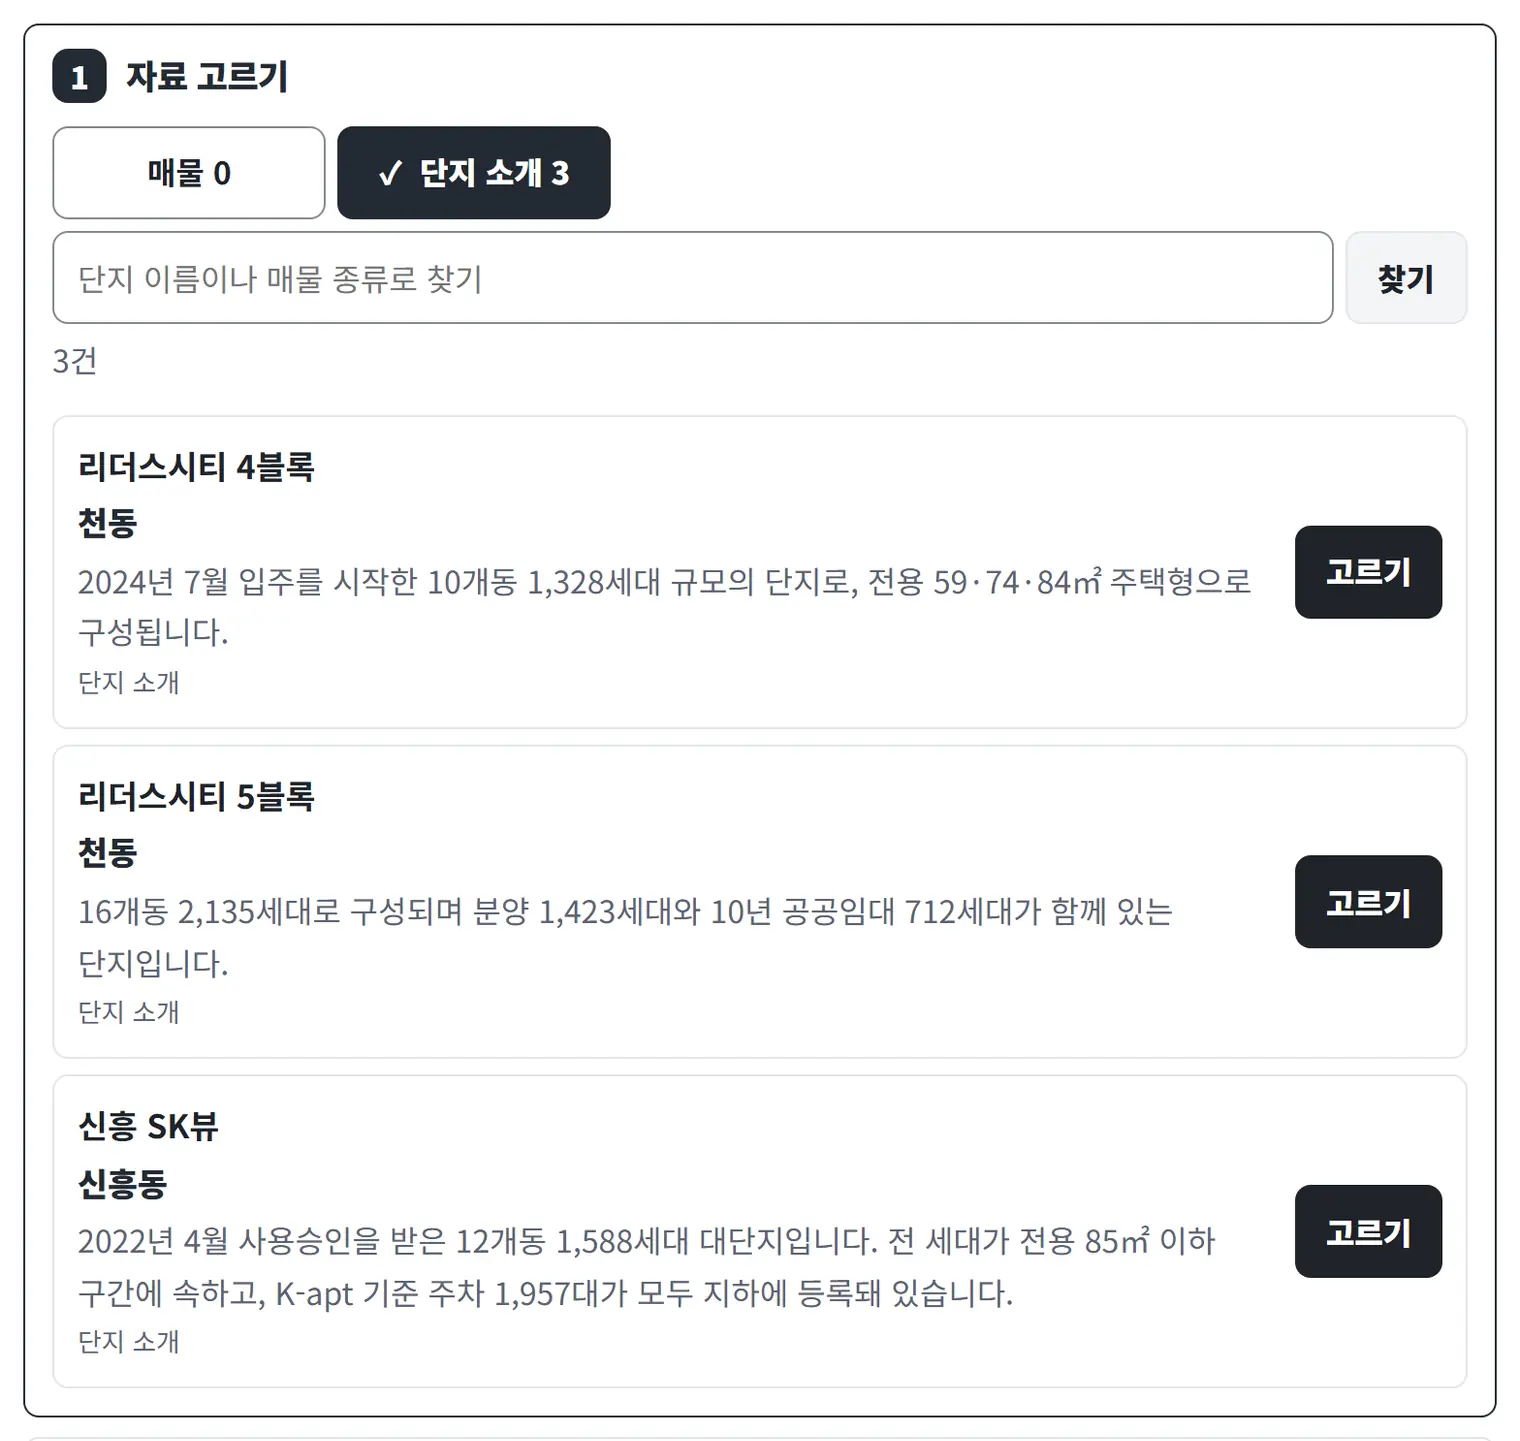 1 자료 고르기
매물 0
✓ 단지 소개 3
단지 이름이나 매물 종류로 찾기
찾기
3건
리더스시티 4블록
천동
2024년 7월 입주를 시작한 10개동 1,328세대 규모의 단지로, 전용 59·74·84㎡ 주택형으로
구성됩니다.
단지 소개
고르기
리더스시티 5블록
천동
16개동 2,135세대로 구성되며 분양 1,423세대와 10년 공공임대 712세대가 함께 있는
단지입니다.
단지 소개
고르기
신흥 SK뷰
신흥동
2022년 4월 사용승인을 받은 12개동 1,588세대 대단지입니다. 전 세대가 전용 85㎡ 이하
구간에 속하고, K-apt 기준 주차 1,957대가 모두 지하에 등록돼 있습니다.
단지 소개
고르기